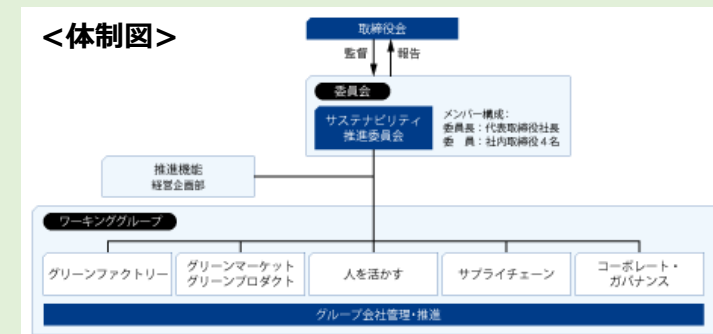 <体制図>
取締役会
監督
報告
委員会
サステナビリティ
推進委員会
メンバー構成：
委員長：代表取締役社長
委　員：社内取締役4名
推進機能
経営企画部
ワーキンググループ
グリーンファクトリー
グリーンマーケット
グリーンプロダクト
人を活かす
サプライチェーン
コーポレート・
ガバナンス
グループ会社管理・推進